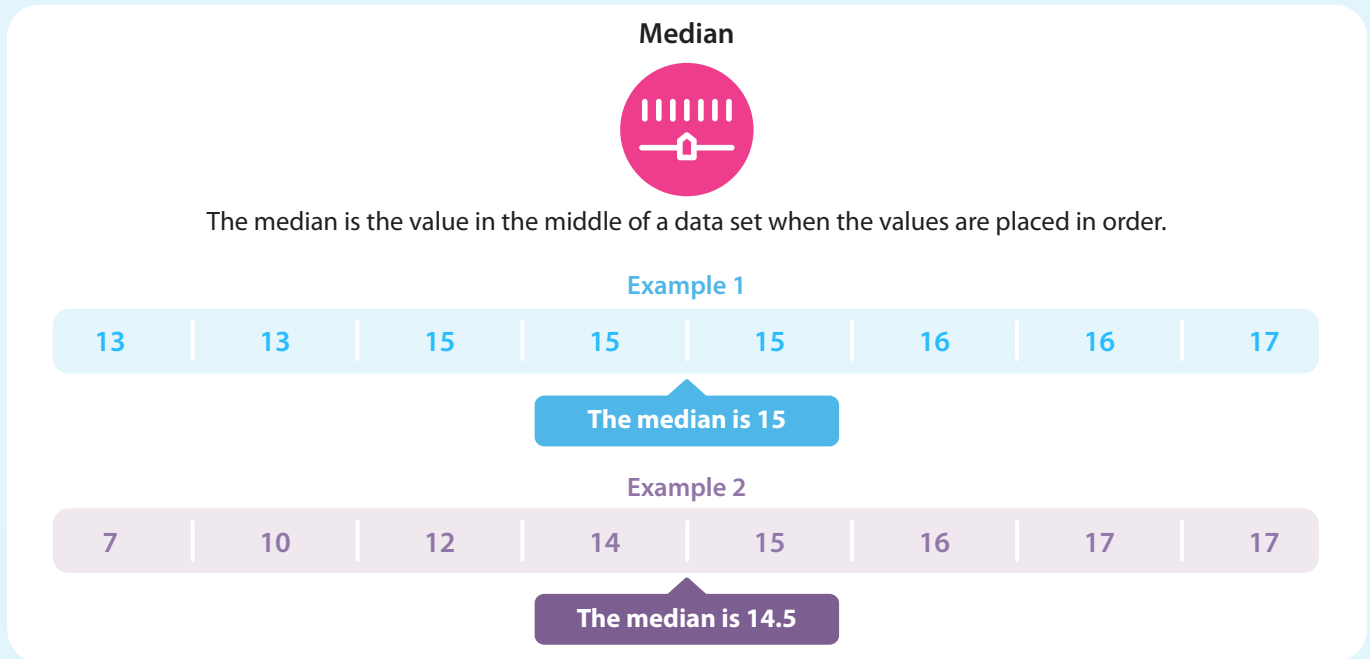 Median
The median is the value in the middle of a data set when the values are placed in order.
Example 1
13 13 15 15 15 16 16 17
The median is 15
Example 2
7 10 12 14 15 16 17 17
The median is 14.5